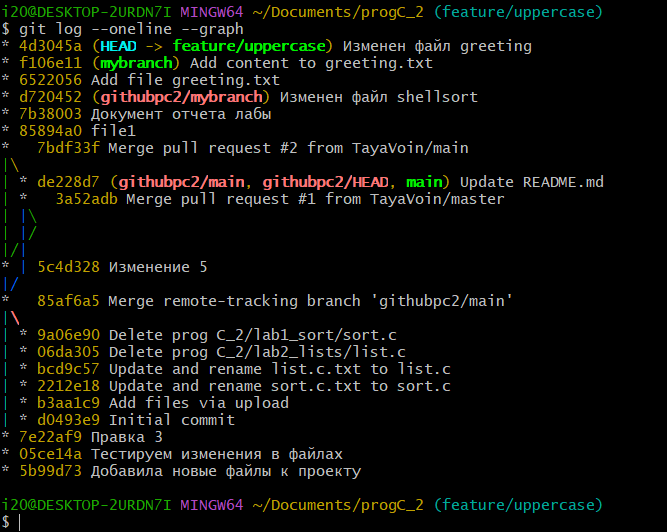 i20@DESKTOP-2URDN7I MINGW64 ~/Documents/progC_2 (feature/uppercase)
$ git log --oneline --graph
* 4d3045a (HEAD -> feature/uppercase) Изменен файл greeting
* f106e11 (mybranch) Add content to greeting.txt
* 6522056 Add file greeting.txt
* d720452 (githubpc2/mybranch) Изменен файл shellsort
* 7b38003 Документ отчета лабы
* 85894a0 file1
*   7bdf33f Merge pull request #2 from TayaVoin/main
|\
| * de228d7 (githubpc2/main, githubpc2/HEAD, main) Update README.md
| *   3a52adb Merge pull request #1 from TayaVoin/master
| |\
| |/
|/|
* | 5c4d328 Изменение 5
|/
*   85af6a5 Merge remote-tracking branch 'githubpc2/main'
|\
| * 9a06e90 Delete prog C_2/lab1_sort/sort.c
| * 06da305 Delete prog C_2/lab2_lists/list.c
| * bcd9c57 Update and rename list.c.txt to list.c
| * 2212e18 Update and rename sort.c.txt to sort.c
| * b3aa1c9 Add files via upload
| * d0493e9 Initial commit
* 7e22af9 Правка 3
* 05ce14a Тестируем изменения в файлах
* 5b99d73 Добавила новые файлы к проекту
i20@DESKTOP-2URDN7I MINGW64 ~/Documents/progC_2 (feature/uppercase)
$